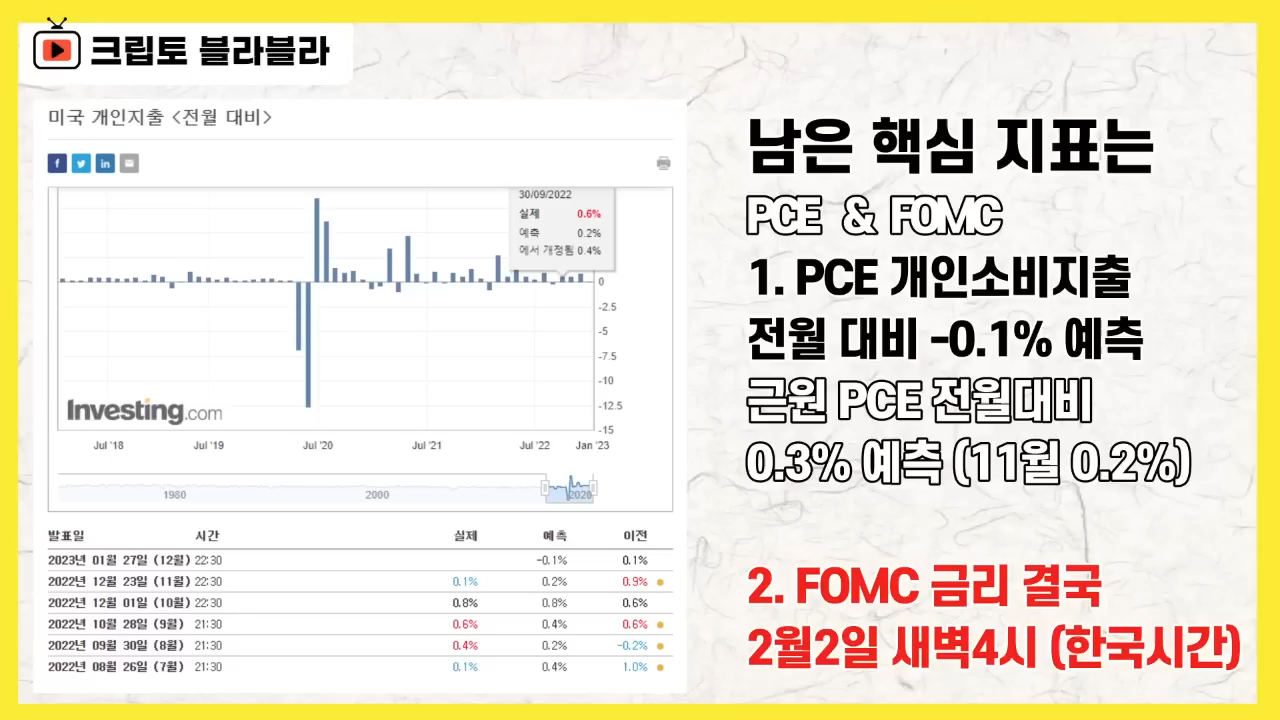 크립토 블라블라
미국 개인지출 <전월 대비>
30/09/2022
실제 0.6%
예측 0.2%
에서 개정됨 0.4%
0
-2.5
-5
-7.5
-10
-12.5
-15
Investing.com
Jul '18 Jul '19 Jul '20 Jul '21 Jul '22 Jan '23
1980 2000 2020
발표일 시간 실제 예측 이전
2023년 01월 27일 (12월) 22:30 -0.1% 0.1%
2022년 12월 23일 (11월) 22:30 0.1% 0.2% 0.9%
2022년 12월 01일 (10월) 22:30 0.8% 0.8% 0.6%
2022년 10월 28일 (9월) 21:30 0.6% 0.4% 0.6%
2022년 09월 30일 (8월) 21:30 0.4% 0.2% -0.2%
2022년 08월 26일 (7월) 21:30 0.1% 0.4% 1.0%
남은 핵심 지표는
PCE & FOMC
1. PCE 개인소비지출
전월 대비 -0.1% 예측
근원 PCE 전월대비
0.3% 예측 (11월 0.2%)
2. FOMC 금리 결국
2월2일 새벽4시 (한국시간)